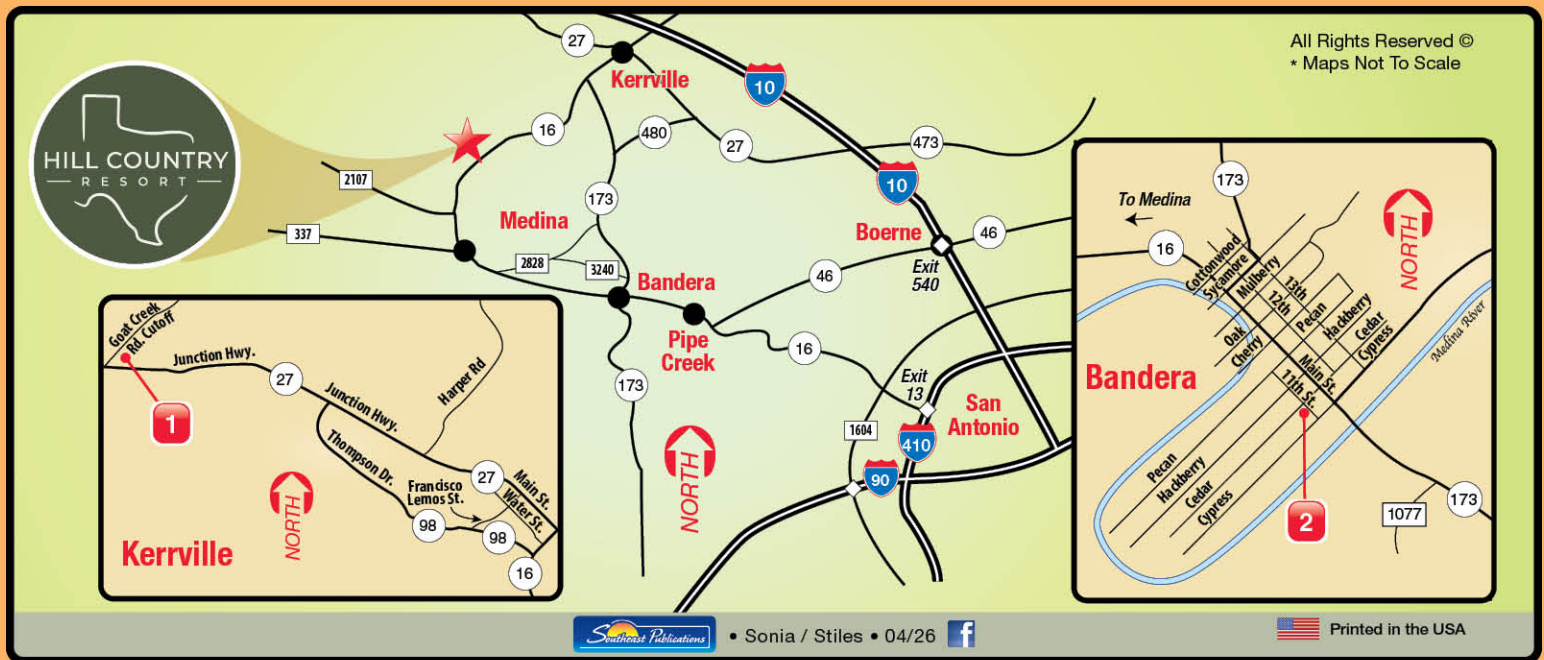 All Rights Reserved ©
* Maps Not To Scale
HILL COUNTRY
RESORT
27
Kerrville
10
16
480
27
473
10
2107
173
337
Medina
2828
3240
Boerne
46
Exit
540
46
Bandera
Pipe
Creek
16
Exit
13
173
San
Antonio
1604
410
90
NORTH
Goat Creek
Rd. Cutoff
Junction Hwy.
27
1
Junction Hwy.
Harper Rd
Thompson Dr.
Francisco
Lemos St.
27
Main St.
Water St.
98
98
16
NORTH
Kerrville
173
To Medina
16
NORTH
Cottonwood
Sycamore
Mulberry
13th
12th
Pecan
Hackberry
Cedar
Cypress
Oak
Cherry
Main St.
11th St.
Medina River
Bandera
Pecan
Hackberry
Cedar
Cypress
2
1077
173
Southeast Publications
• Sonia / Stiles • 04/26
f
Printed in the USA